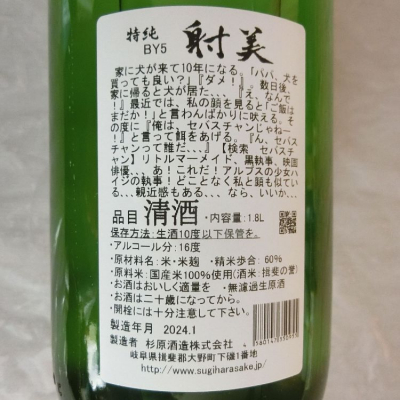 特純
BY5
射美
家に犬が来て10年になる。「パパ、犬を
買っても良い?」『ダメ!』。数日後、
家に帰ると犬が居た、、、『え、なんで
!』最近では、私の顔を見ると「ご飯は
まだか!」と言わんばかりに吠える。そ
の度に『俺は、セバスチャンじゃねー
!』と言って餌をあげる。『ん、セバス
チャンって誰だ、、、』【検索 セバスチ
ャン】リトルマーメイド、黒執事、映画
俳優、、、あ!これだ!アルプスの少女ハ
イジの執事!どことなく私と顔も似てい
る、、、親近感もある、、、なら、いいか、、、
品目 清酒 ・内容量:1.8L
保存方法:生酒10度以下保管を。
・アルコール分:16度
・原材料名:米・米麹 ・精米歩合:60%
・原料米:国産米100%使用(酒米:揖斐の誉)
・お酒はおいしく適量を ・無濾過生原酒
・お酒は二十歳になってから。
・開栓には十分注意して下さい。
製造年月 2024.1
製造者 杉原酒造株式会社
岐阜県揖斐郡大野町下磯1番地
http://www.sugiharasake.jp/